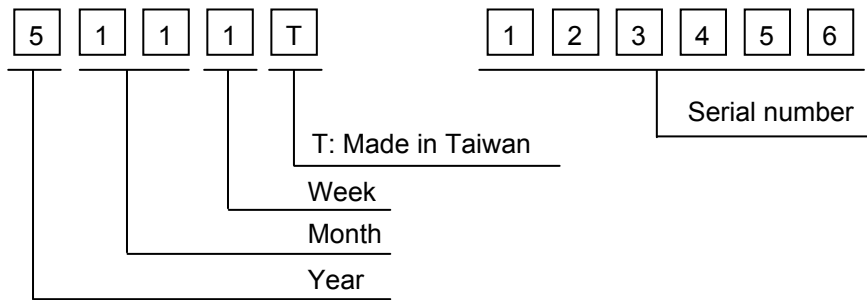 5 1 1 1 T 1 2 3 4 5 6
Serial number
T: Made in Taiwan
Week
Month
Year